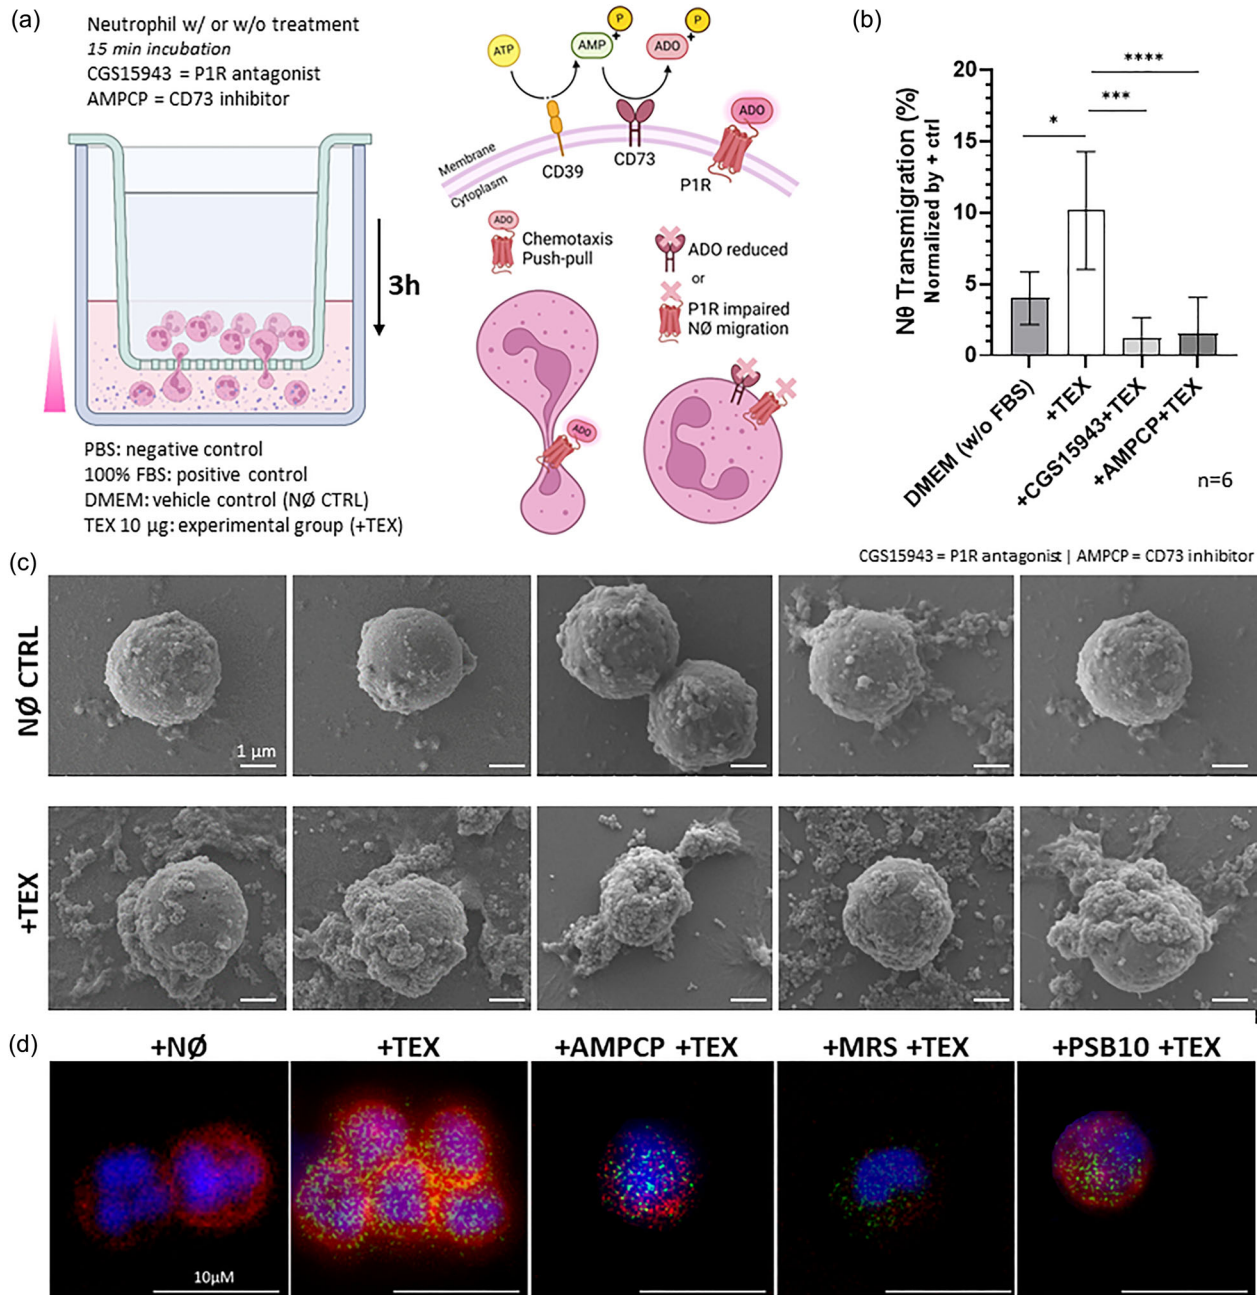 (a)
Neutrophil w/ or w/o treatment
15 min incubation
CGS15943 = P1R antagonist
AMPCP = CD73 inhibitor
3h
PBS: negative control
100% FBS: positive control
DMEM: vehicle control (NØ CTRL)
TEX 10 µg: experimental group (+TEX)
ATP
AMP
+
P
ADO
+
P
CD39
CD73
ADO
P1R
Membrane
Cytoplasm
ADO
Chemotaxis
Push-pull
ADO reduced
or
P1R impaired
NØ migration
ADO
(b)
Nθ Transmigration (%)
Normalized by + ctrl
20
15
10
5
0
*
***
****
DMEM (w/o FBS)
+TEX
+CGS15943+TEX
+AMPCP+TEX
n=6
CGS15943 = P1R antagonist | AMPCP = CD73 inhibitor
(c)
NØ CTRL
1 µm
+TEX
(d)
+NØ
+TEX
+AMPCP +TEX
+MRS +TEX
+PSB10 +TEX
10µM